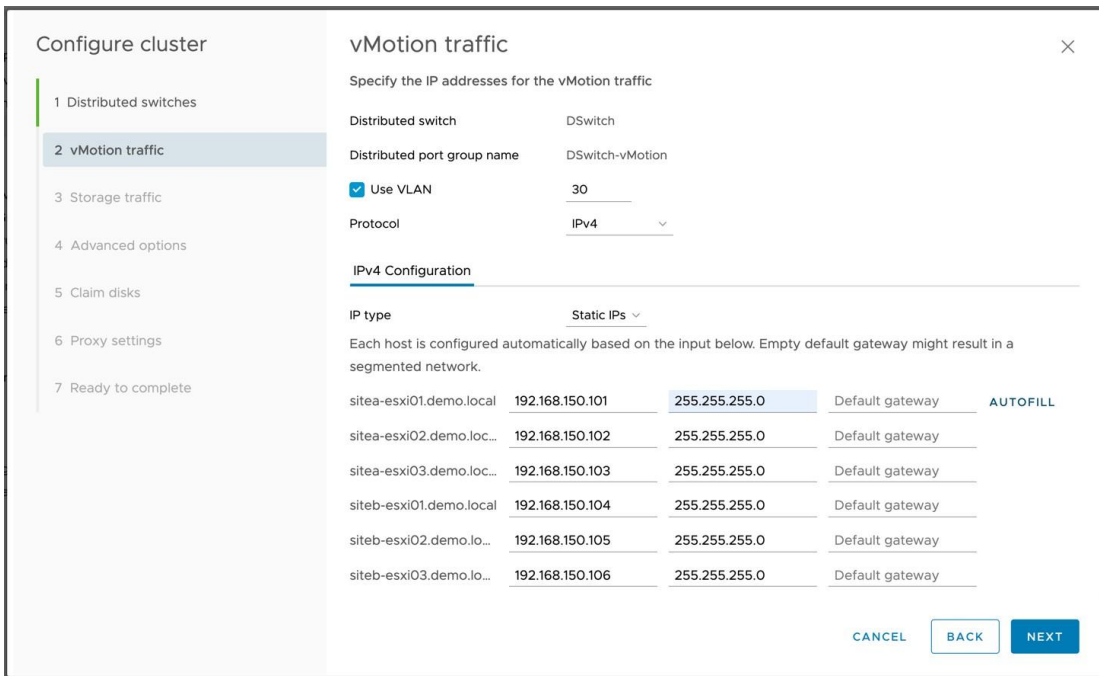 Configure cluster
1 Distributed switches
2 vMotion traffic
3 Storage traffic
4 Advanced options
5 Claim disks
6 Proxy settings
7 Ready to complete
vMotion traffic
Specify the IP addresses for the vMotion traffic
Distributed switch DSwitch
Distributed port group name DSwitch-vMotion
Use VLAN 30
Protocol IPv4
IPv4 Configuration
IP type Static IPs
Each host is configured automatically based on the input below. Empty default gateway might result in a
segmented network.
sitea-esxi01.demo.local 192.168.150.101 255.255.255.0 Default gateway AUTOFILL
sitea-esxi02.demo.loc... 192.168.150.102 255.255.255.0 Default gateway
sitea-esxi03.demo.loc... 192.168.150.103 255.255.255.0 Default gateway
siteb-esxi01.demo.local 192.168.150.104 255.255.255.0 Default gateway
siteb-esxi02.demo.lo... 192.168.150.105 255.255.255.0 Default gateway
siteb-esxi03.demo.lo... 192.168.150.106 255.255.255.0 Default gateway
CANCEL BACK NEXT